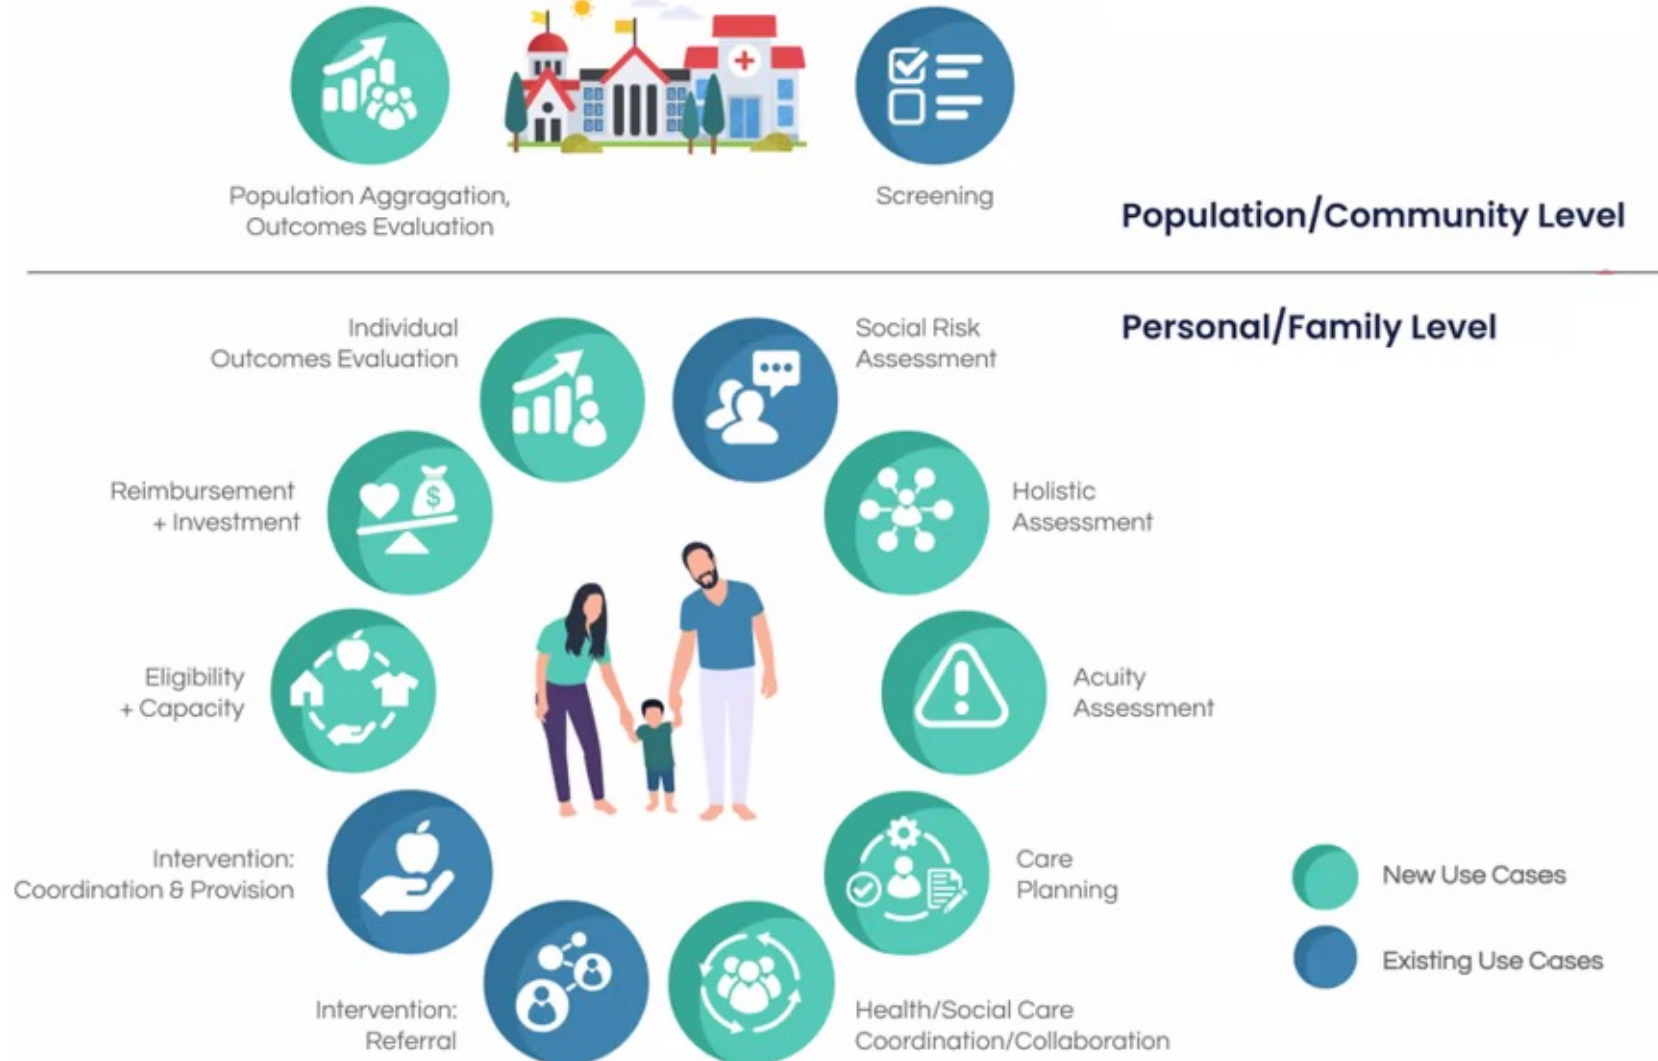 Population Aggragation,
Outcomes Evaluation
Screening
Population/Community Level
Personal/Family Level
Individual
Outcomes Evaluation
Social Risk
Assessment
Reimbursement
+ Investment
Holistic
Assessment
Eligibility
+ Capacity
Acuity
Assessment
Intervention:
Coordination & Provision
Care
Planning
New Use Cases
Existing Use Cases
Intervention:
Referral
Health/Social Care
Coordination/Collaboration